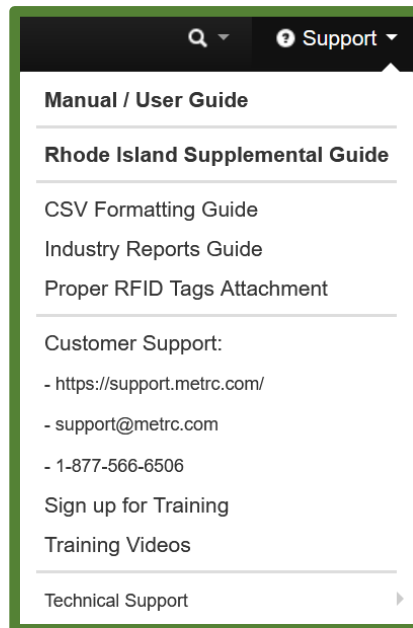 Support
Manual / User Guide
Rhode Island Supplemental Guide
CSV Formatting Guide
Industry Reports Guide
Proper RFID Tags Attachment
Customer Support:
- https://support.metrc.com/
- support@metrc.com
- 1-877-566-6506
Sign up for Training
Training Videos
Technical Support